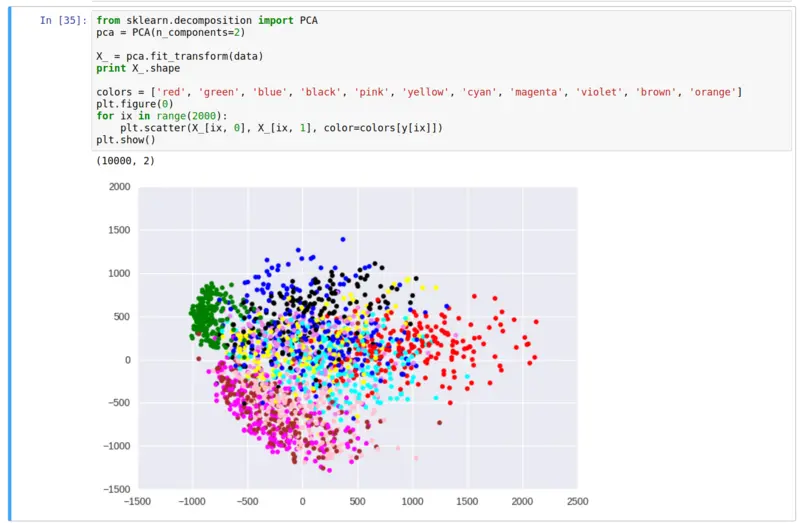 In [35]: from sklearn.decomposition import PCA
pca = PCA(n_components=2)
X_ = pca.fit_transform(data)
print X_.shape
colors = ['red', 'green', 'blue', 'black', 'pink', 'yellow', 'cyan', 'magenta', 'violet', 'brown', 'orange']
plt.figure(0)
for ix in range(2000):
    plt.scatter(X_[ix, 0], X_[ix, 1], color=colors[y[ix]])
plt.show()
(10000, 2)
2000
1500
1000
500
0
−500
−1000
−1500
−1500 −1000 −500 0 500 1000 1500 2000 2500